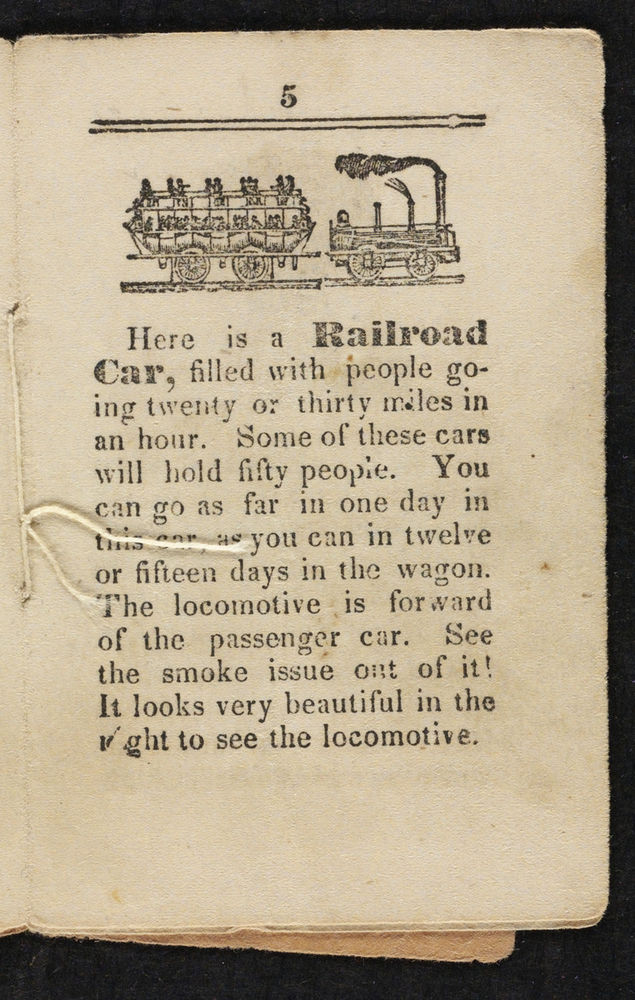 5
Here is a Railroad
Car, filled with people go-
ing twenty or thirty miles in
an hour. Some of these cars
will hold fifty people. You
can go as far in one day in
this car, as you can in twelve
or fifteen days in the wagon.
The locomotive is forward
of the passenger car. See
the smoke issue out of it!
It looks very beautiful in the
night to see the locomotive.